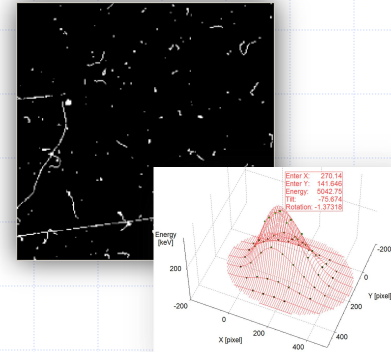 Enter X: 270.14
Enter Y: 141.646
Energy: 5042.75
Tilt: -75.674
Rotation: -1.37318
Energy
[keV]
200
-200
0
200
400
X [pixel]
-200
0
200
400
Y [pixel]